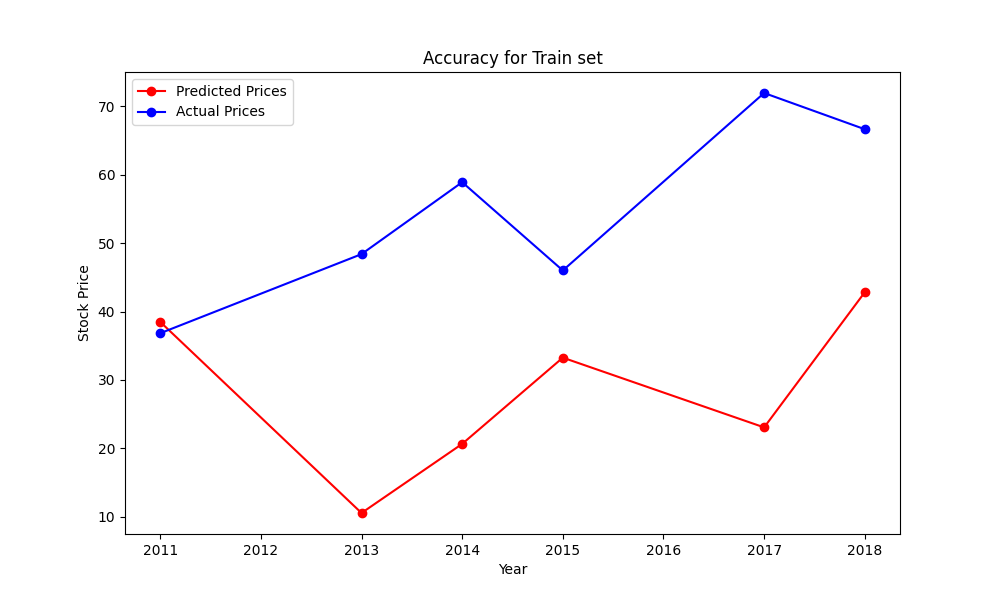 Accuracy for Train set
Predicted Prices
Actual Prices
Stock Price
70
60
50
40
30
20
10
2011 2012 2013 2014 2015 2016 2017 2018
Year